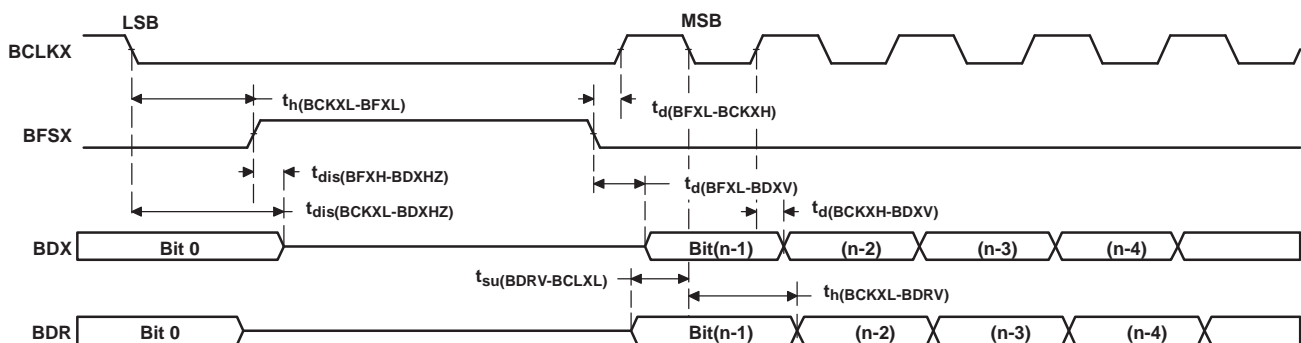 LSB MSB
BCLKX
th(BCKXL-BFXL) td(BFXL-BCKXH)
BFSX
tdis(BFXH-BDXHZ) td(BFXL-BDXV)
tdis(BCKXL-BDXHZ) td(BCKXH-BDXV)
BDX Bit 0 Bit(n-1) (n-2) (n-3) (n-4)
tsu(BDRV-BCLXL) th(BCKXL-BDRV)
BDR Bit 0 Bit(n-1) (n-2) (n-3) (n-4)